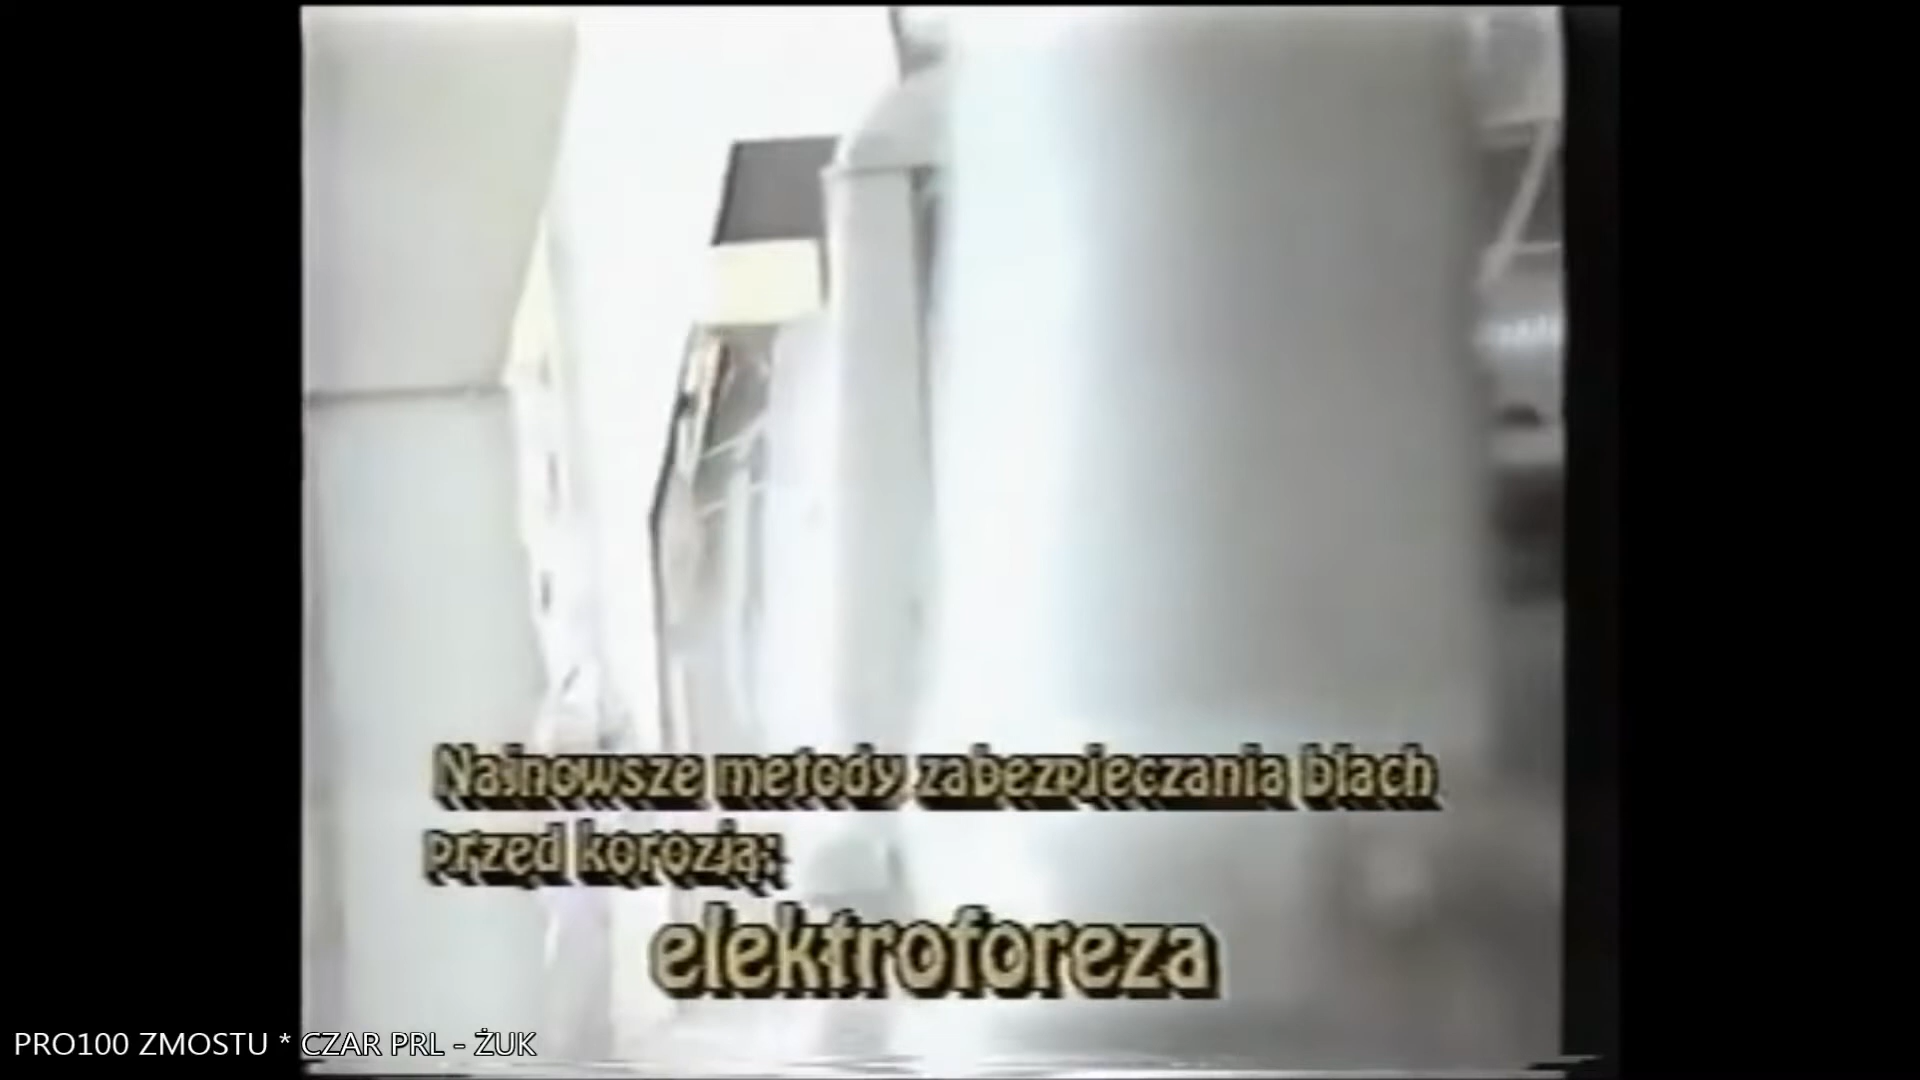 Najnowsze metody zabezpieczania blach
przed korozją:
elektroforeza
PRO100 ZMOSTU * CZAR PRL - ŻUK